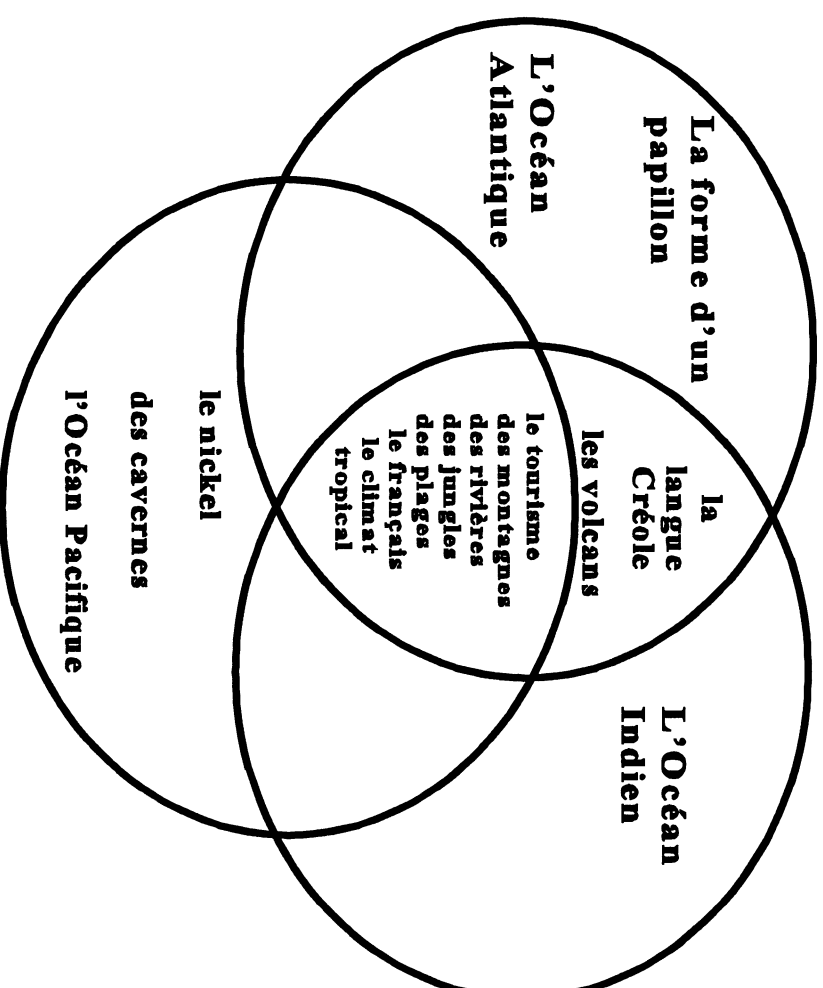 La forme d'un
papillon
L'Océan
Atlantique
la
langue
Créole
les volcans
L'Océan
Indien
le tourisme
des montagnes
des rivières
des jungles
des plages
le français
le climat
tropical
le nickel
des cavernes
l'Océan Pacifique